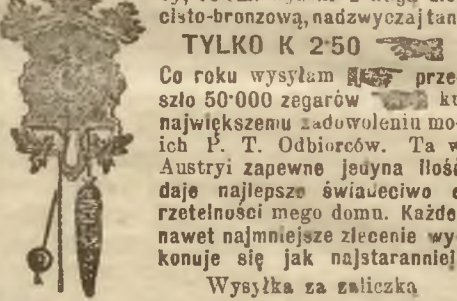 cisto-bronzową, nadzwyczaj tan
TYLKO K 2·50
Co roku wysyłam prze
szło 50·000 zegarów ku
największemu zadowoleniu mo-
ich P. T. Odbiorców. Ta w
Austryi zapewne jedyna ilość
daje najlepsze świadectwo o
rzetelności mego domu. Każde
nawet najmniejsze zlecenie wy-
konuje się jak najstaranniej
Wysyłka za zaliczką